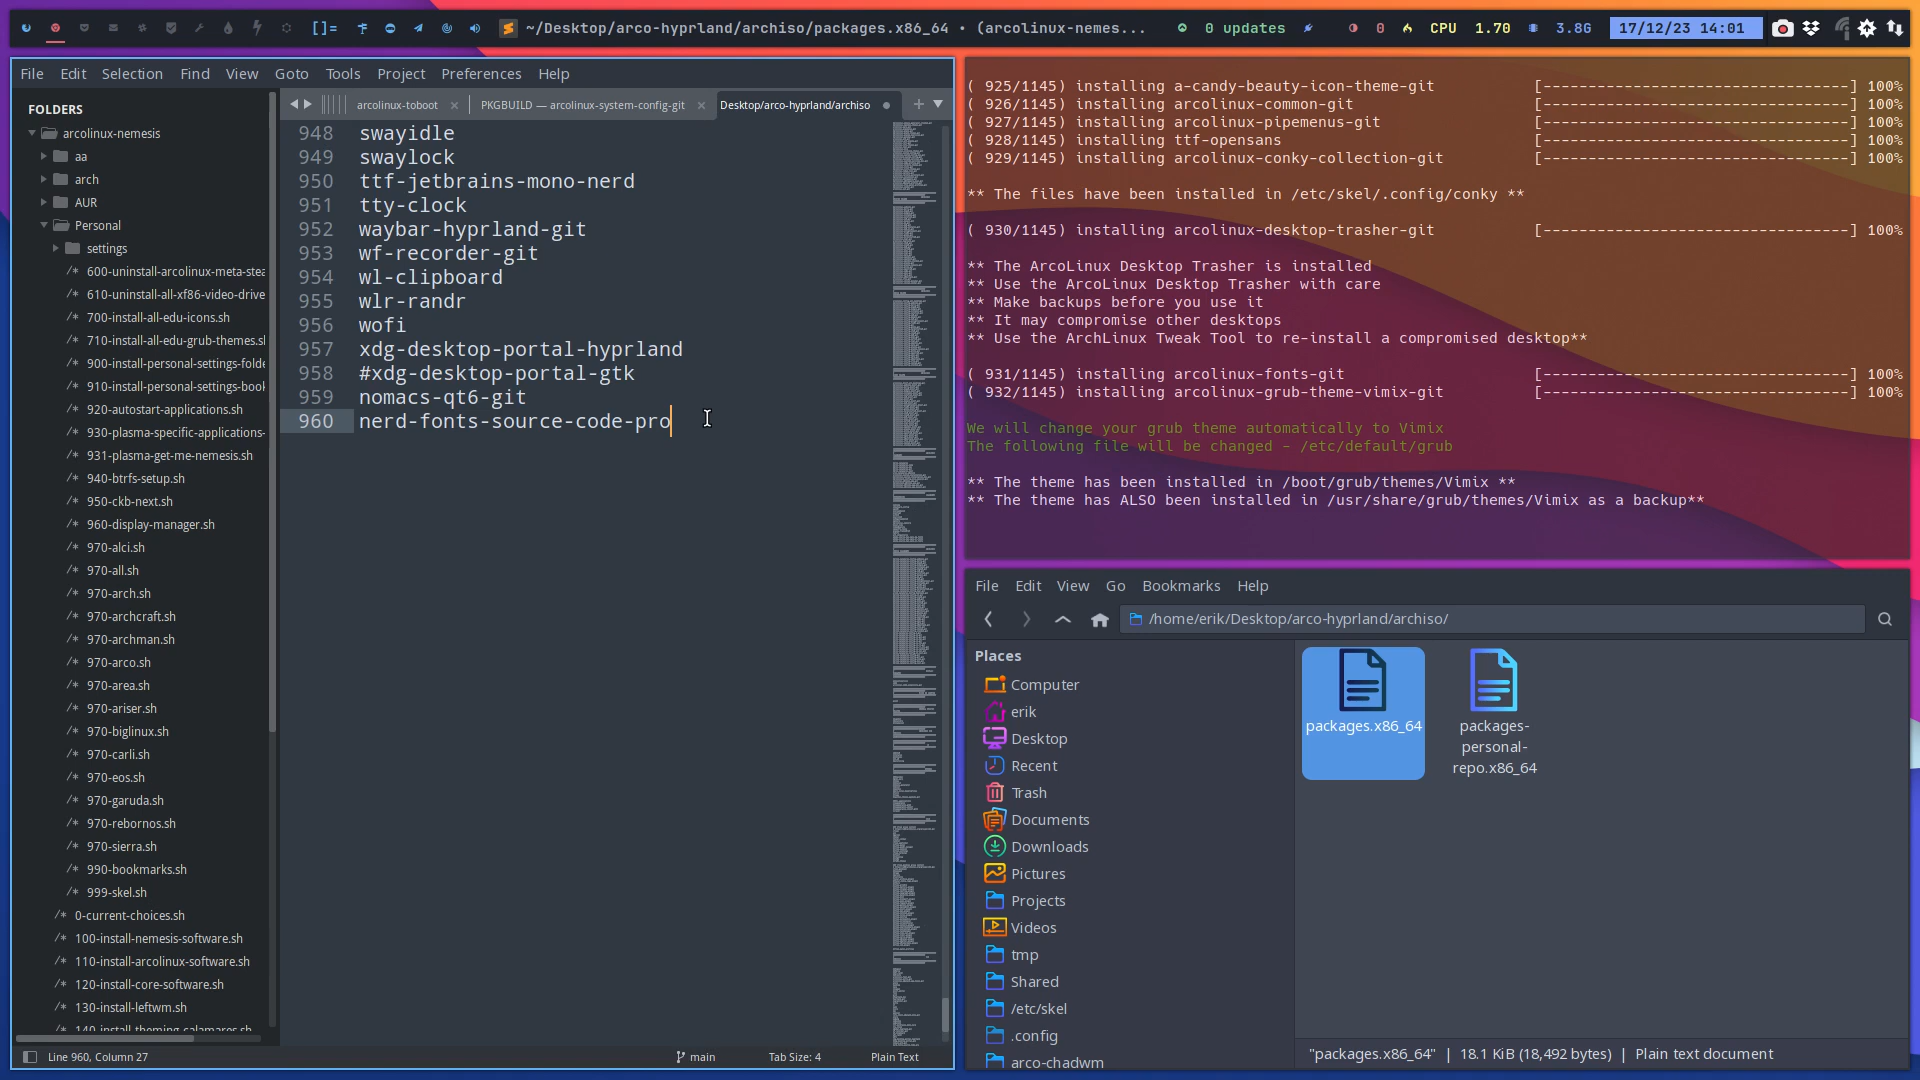 []= ~/Desktop/arco-hyprland/archiso/packages.x86_64 • (arcolinux-nemes... 0 updates 0 CPU 1.70 3.8G 17/12/23 14:01
File Edit Selection Find View Goto Tools Project Preferences Help
FOLDERS
arcolinux-nemesis
aa
arch
AUR
Personal
settings
/* 600-uninstall-arcolinux-meta-stea
/* 610-uninstall-all-xf86-video-drive
/* 700-install-all-edu-icons.sh
/* 710-install-all-edu-grub-themes.sh
/* 900-install-personal-settings-folde
/* 910-install-personal-settings-book
/* 920-autostart-applications.sh
/* 930-plasma-specific-applications-
/* 931-plasma-get-me-nemesis.sh
/* 940-btrfs-setup.sh
/* 950-ckb-next.sh
/* 960-display-manager.sh
/* 970-alci.sh
/* 970-all.sh
/* 970-arch.sh
/* 970-archcraft.sh
/* 970-archman.sh
/* 970-arco.sh
/* 970-area.sh
/* 970-ariser.sh
/* 970-biglinux.sh
/* 970-carli.sh
/* 970-eos.sh
/* 970-garuda.sh
/* 970-rebornos.sh
/* 970-sierra.sh
/* 990-bookmarks.sh
/* 999-skel.sh
/* 0-current-choices.sh
/* 100-install-nemesis-software.sh
/* 110-install-arcolinux-software.sh
/* 120-install-core-software.sh
/* 130-install-leftwm.sh
/* 140-install-theming-calamares.sh
arcolinux-toboot × PKGBUILD — arcolinux-system-config-git × Desktop/arco-hyprland/archiso
948 swayidle
949 swaylock
950 ttf-jetbrains-mono-nerd
951 tty-clock
952 waybar-hyprland-git
953 wf-recorder-git
954 wl-clipboard
955 wlr-randr
956 wofi
957 xdg-desktop-portal-hyprland
958 #xdg-desktop-portal-gtk
959 nomacs-qt6-git
960 nerd-fonts-source-code-pro
Line 960, Column 27 main Tab Size: 4 Plain Text
( 925/1145) installing a-candy-beauty-icon-theme-git [----------------------------------] 100%
( 926/1145) installing arcolinux-common-git [----------------------------------] 100%
( 927/1145) installing arcolinux-pipemenus-git [----------------------------------] 100%
( 928/1145) installing ttf-opensans [----------------------------------] 100%
( 929/1145) installing arcolinux-conky-collection-git [----------------------------------] 100%
** The files have been installed in /etc/skel/.config/conky **
( 930/1145) installing arcolinux-desktop-trasher-git [----------------------------------] 100%
** The ArcoLinux Desktop Trasher is installed
** Use the ArcoLinux Desktop Trasher with care
** Make backups before you use it
** It may compromise other desktops
** Use the ArchLinux Tweak Tool to re-install a compromised desktop**
( 931/1145) installing arcolinux-fonts-git [----------------------------------] 100%
( 932/1145) installing arcolinux-grub-theme-vimix-git [----------------------------------] 100%
We will change your grub theme automatically to Vimix
The following file will be changed - /etc/default/grub
** The theme has been installed in /boot/grub/themes/Vimix **
** The theme has ALSO been installed in /usr/share/grub/themes/Vimix as a backup**
File Edit View Go Bookmarks Help
/home/erik/Desktop/arco-hyprland/archiso/
Places
Computer
erik
Desktop
Recent
Trash
Documents
Downloads
Pictures
Projects
Videos
tmp
Shared
/etc/skel
.config
arco-chadwm
packages.x86_64
packages-
personal-
repo.x86_64
"packages.x86_64" | 18.1 KiB (18,492 bytes) | Plain text document